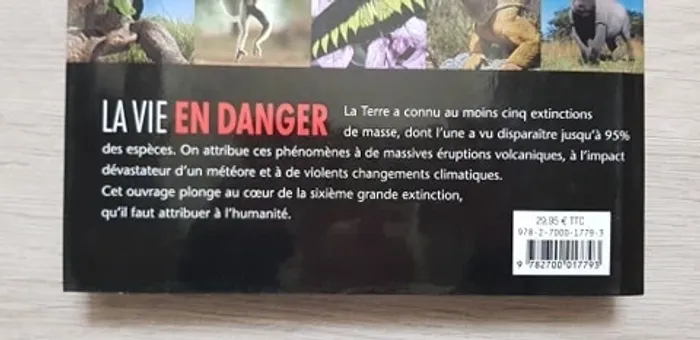 LA VIE EN DANGER La Terre a connu au moins cinq extinctions
de masse, dont l'une a vu disparaître jusqu'à 95%
des espèces. On attribue ces phénomènes à de massives éruptions volcaniques, à l'impact
dévastateur d'un météore et à de violents changements climatiques.
Cet ouvrage plonge au cœur de la sixième grande extinction,
qu'il faut attribuer à l'humanité.
29,95 € TTC
978-2-7000-1779-3
9 782700 017793